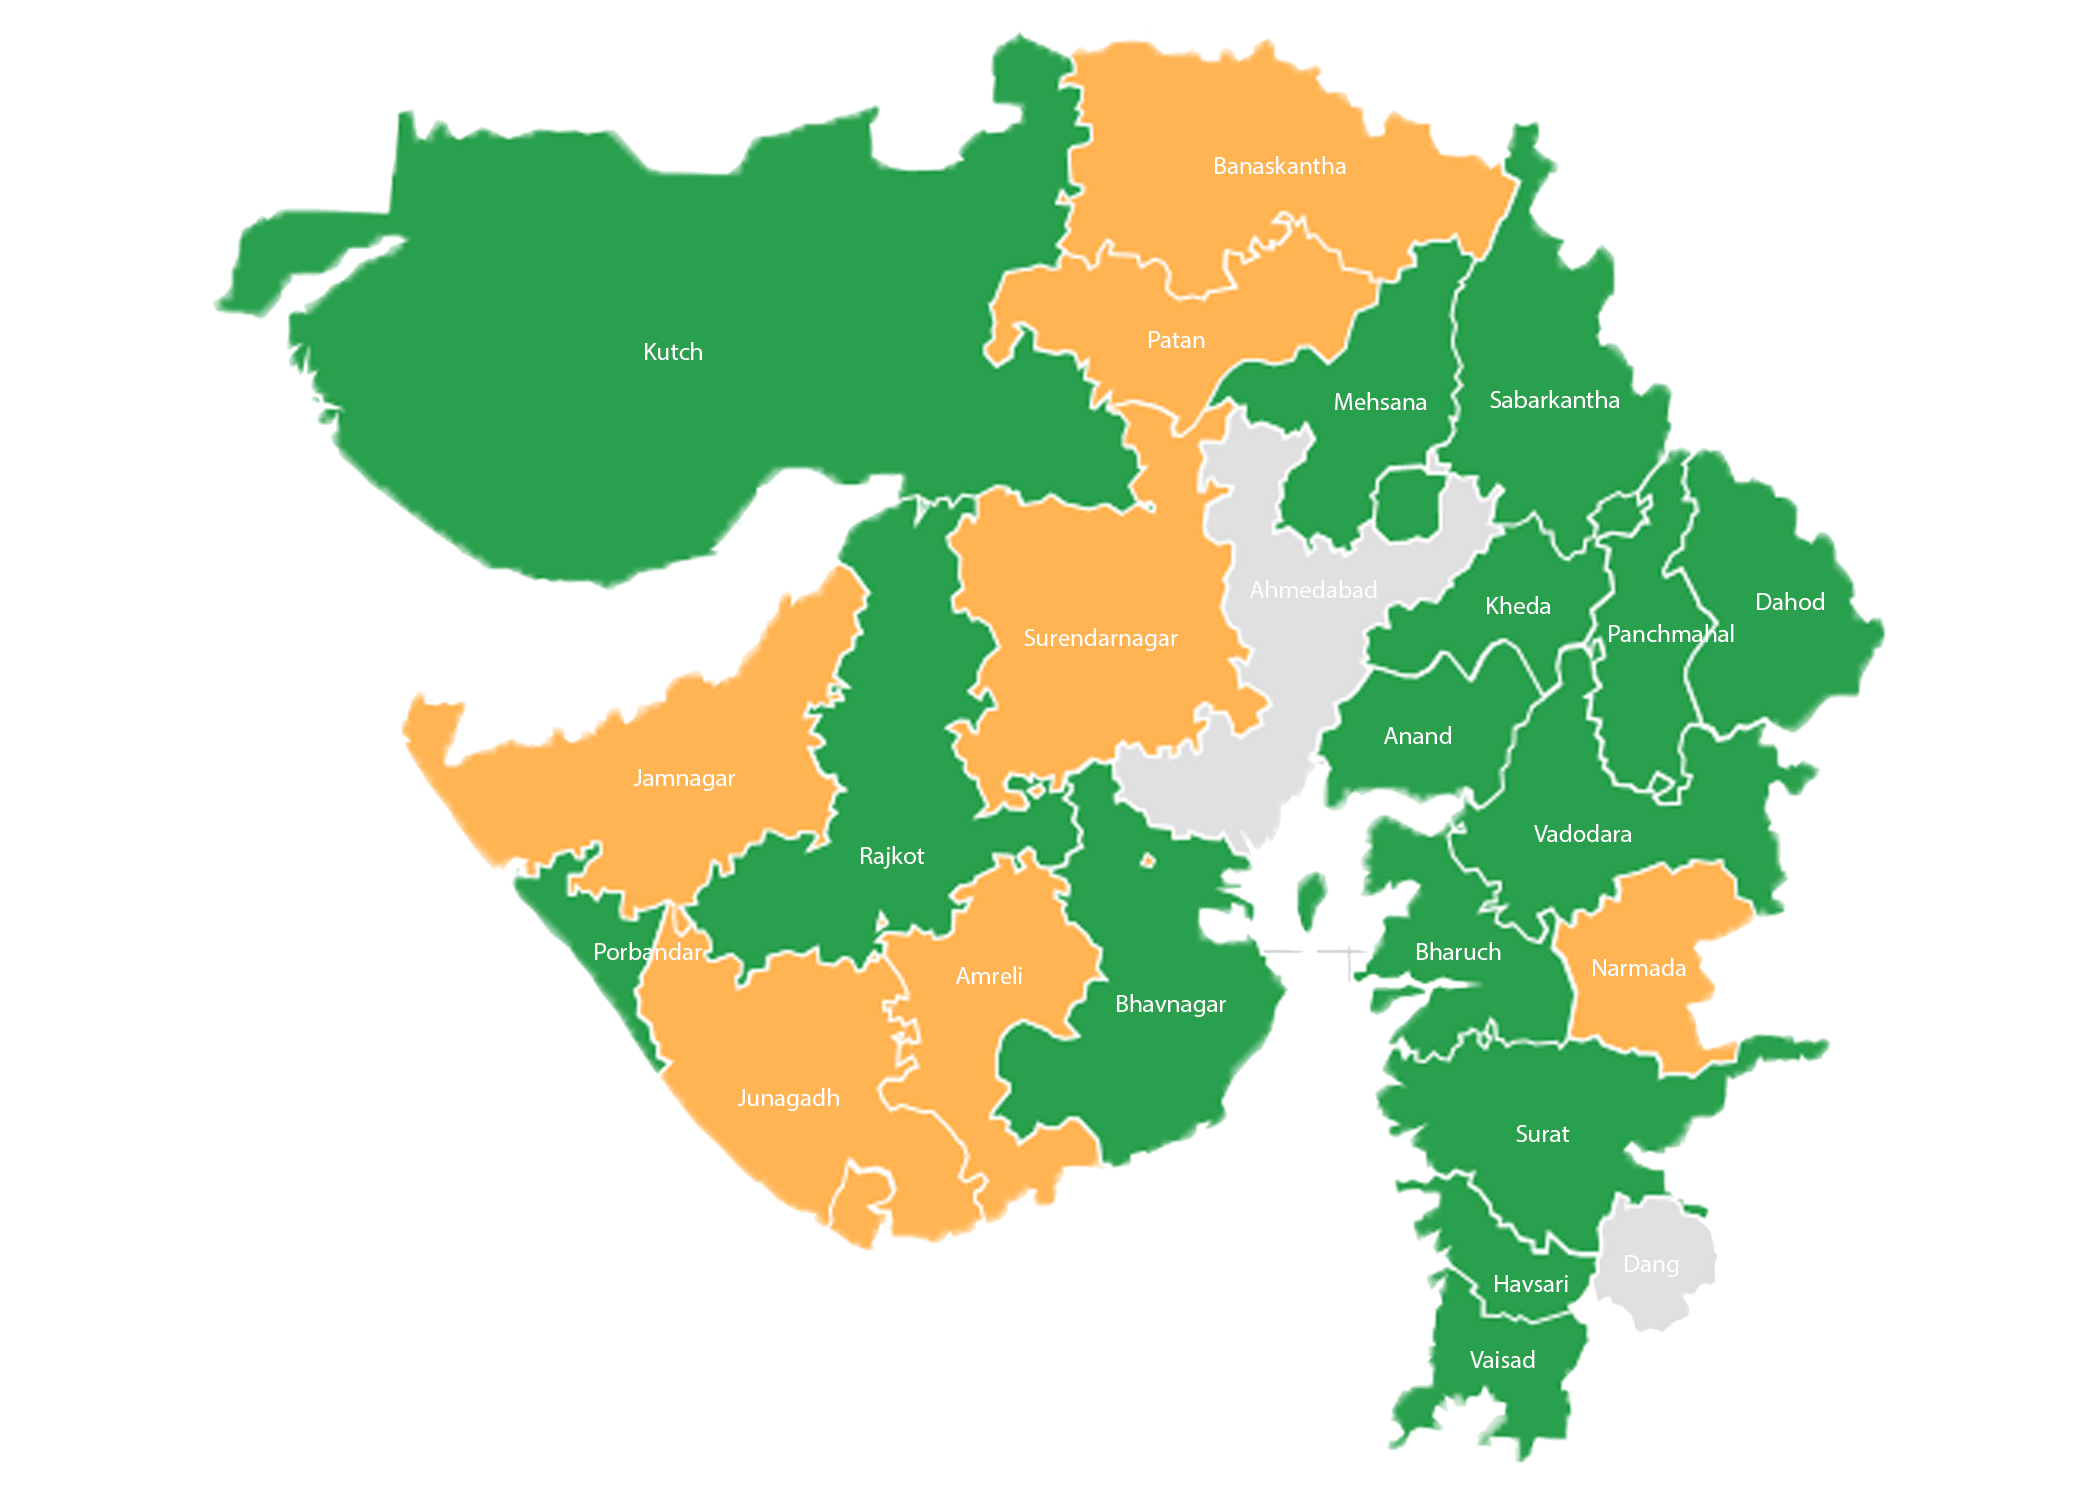 Banaskantha
Patan
Kutch
Mehsana
Sabarkantha
Ahmedabad
Kheda
Dahod
Panchmahal
Surendarnagar
Anand
Jamnagar
Vadodara
Rajkot
Porbandar
Bharuch
Narmada
Amreli
Bhavnagar
Junagadh
Surat
Dang
Havsari
Vaisad